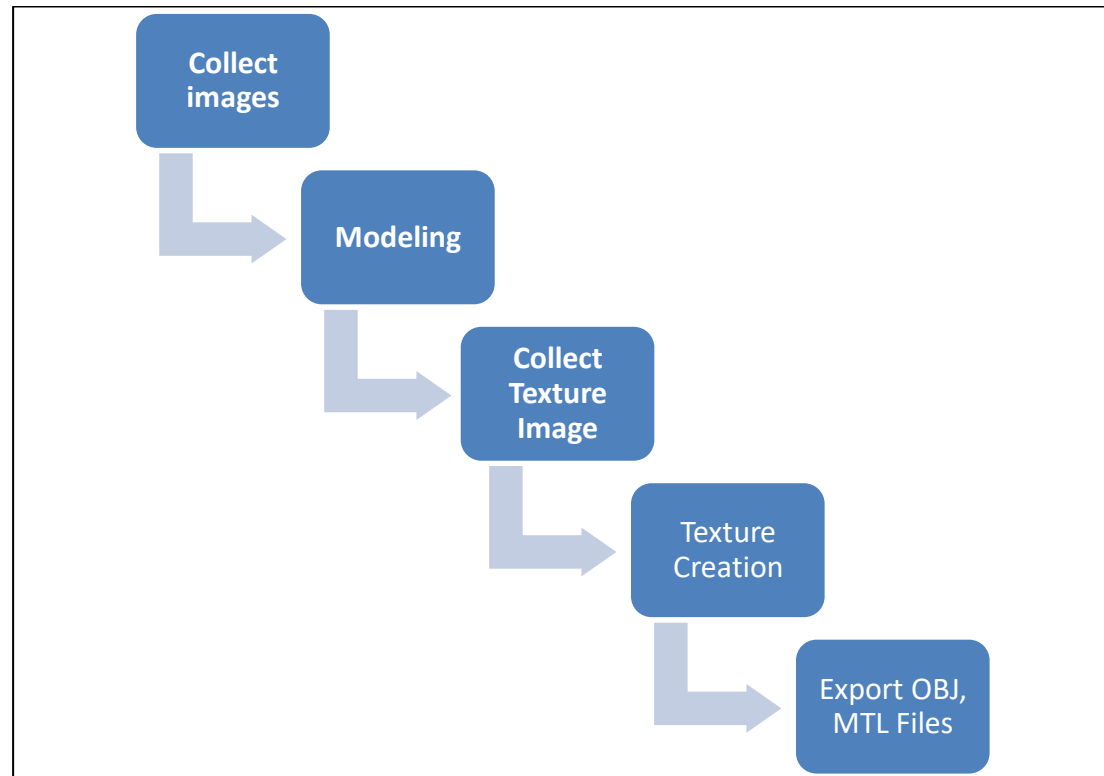 Collect
images
Modeling
Collect
Texture
Image
Texture
Creation
Export OBJ,
MTL Files